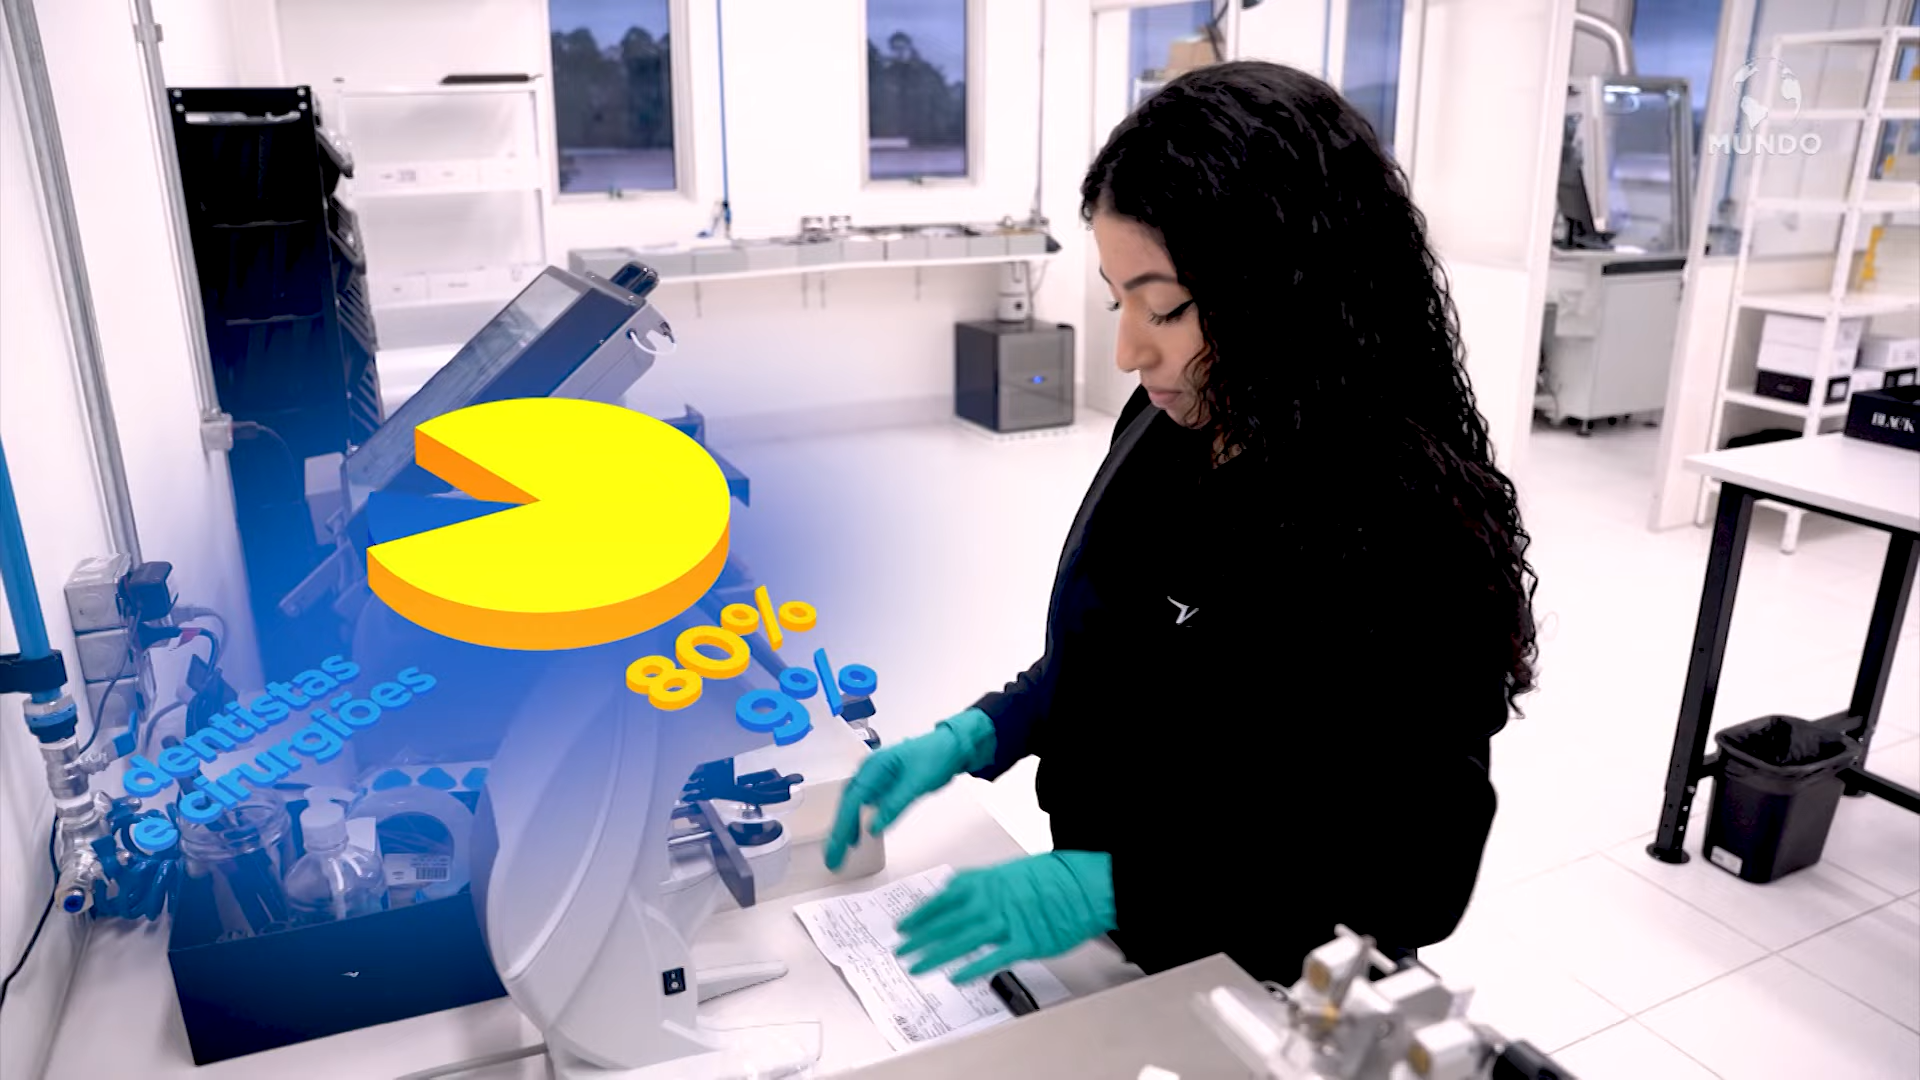 MUNDO
BLACK
80%
9%
dentistas
e cirurgiões